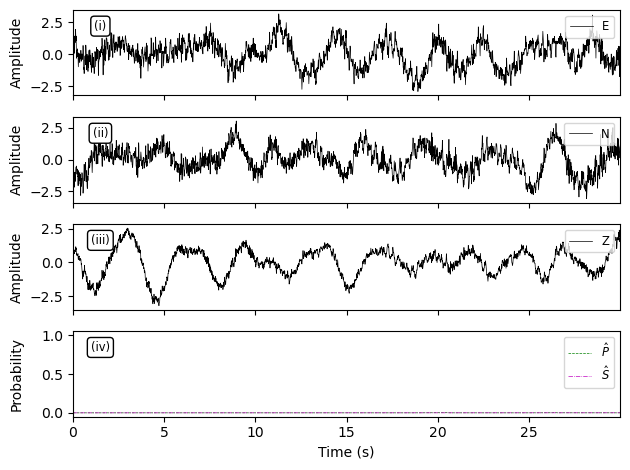 (i)
E
2.5
0.0
−2.5
Amplitude
(ii)
N
2.5
0.0
−2.5
Amplitude
(iii)
Z
2.5
0.0
−2.5
Amplitude
(iv)
P̂
Ŝ
1.0
0.5
0.0
Probability
0 5 10 15 20 25
Time (s)